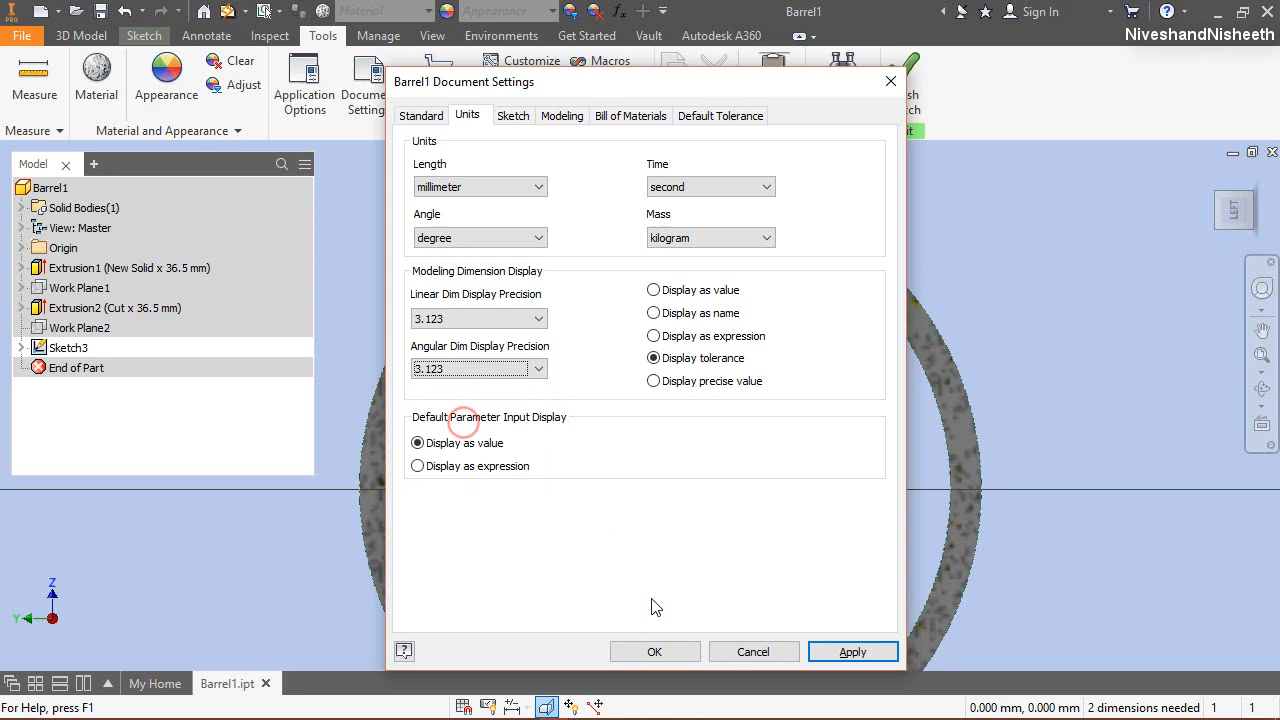 PRO
Material
Appearance
fx
Barrel1
Sign In
?
File
3D Model
Sketch
Annotate
Inspect
Tools
Manage
View
Environments
Get Started
Vault
Autodesk A360
NiveshandNisheeth
Measure
Material
Appearance
Clear
Adjust
Application
Options
Customize
Macros
Measure
Material and Appearance
Barrel1 Document Settings
Standard
Units
Sketch
Modeling
Bill of Materials
Default Tolerance
Units
Length
millimeter
Time
second
Angle
degree
Mass
kilogram
Modeling Dimension Display
Linear Dim Display Precision
3.123
Angular Dim Display Precision
3.123
Display as value
Display as name
Display as expression
Display tolerance
Display precise value
Default Parameter Input Display
Display as value
Display as expression
?
OK
Cancel
Apply
Model
Barrel1
Solid Bodies(1)
View: Master
Origin
Extrusion1 (New Solid x 36.5 mm)
Work Plane1
Extrusion2 (Cut x 36.5 mm)
Work Plane2
Sketch3
End of Part
LEFT
Z
Y
My Home
Barrel1.ipt
For Help, press F1
0.000 mm, 0.000 mm
2 dimensions needed
1
1